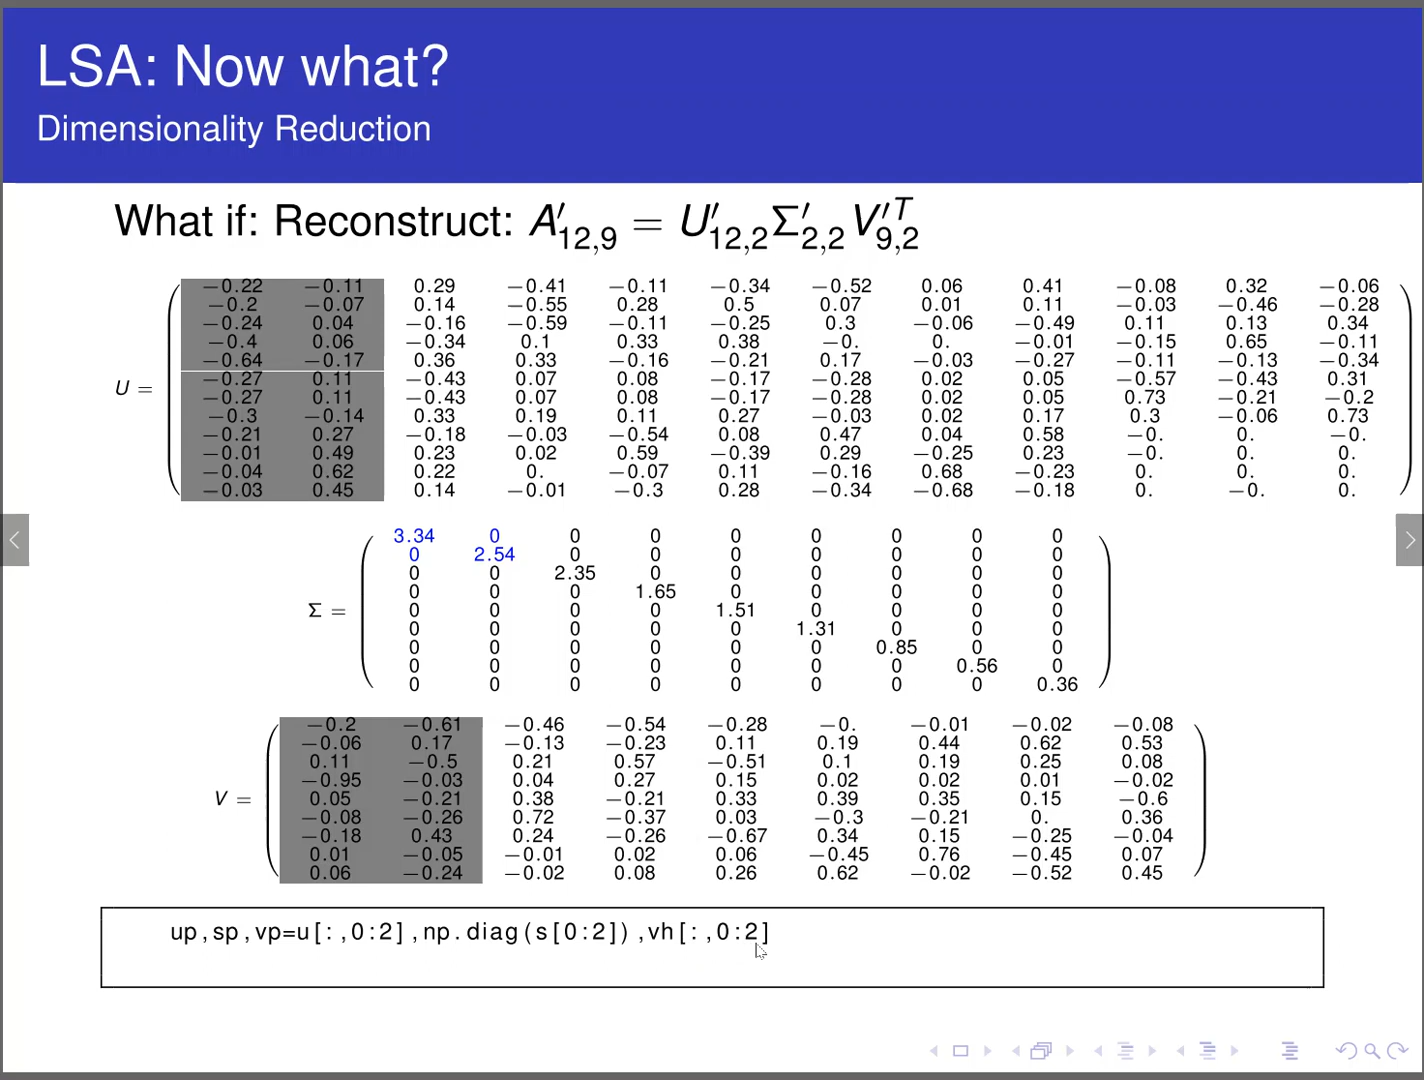 LSA: Now what?
Dimensionality Reduction
What if: Reconstruct: A′12,9 = U′12,2Σ′2,2V′T9,2
U =
−0.22 −0.11 0.29 −0.41 −0.11 −0.34 −0.52 0.06 0.41 −0.08 0.32 −0.06
−0.2 −0.07 0.14 −0.55 0.28 0.5 0.07 0.01 0.11 −0.03 −0.46 −0.28
−0.24 0.04 −0.16 −0.59 −0.11 −0.25 0.3 −0.06 −0.49 0.11 0.13 0.34
−0.4 0.06 −0.34 0.1 0.33 0.38 −0. 0. −0.01 −0.15 0.65 −0.11
−0.64 −0.17 0.36 0.33 −0.16 −0.21 0.17 −0.03 −0.27 −0.11 −0.13 −0.34
−0.27 0.11 −0.43 0.07 0.08 −0.17 −0.28 0.02 0.05 −0.57 −0.43 0.31
−0.27 0.11 −0.43 0.07 0.08 −0.17 −0.28 0.02 0.05 0.73 −0.21 −0.2
−0.3 −0.14 0.33 0.19 0.11 0.27 −0.03 0.02 0.17 0.3 −0.06 0.73
−0.21 0.27 −0.18 −0.03 −0.54 0.08 0.47 0.04 0.58 −0. 0. −0.
−0.01 0.49 0.23 0.02 0.59 −0.39 0.29 −0.25 0.23 −0. 0. 0.
−0.04 0.62 0.22 0. −0.07 0.11 −0.16 0.68 −0.23 0. 0. 0.
−0.03 0.45 0.14 −0.01 −0.3 0.28 −0.34 −0.68 −0.18 0. −0. 0.
Σ =
3.34 0 0 0 0 0 0 0 0
0 2.54 0 0 0 0 0 0 0
0 0 2.35 0 0 0 0 0 0
0 0 0 1.65 0 0 0 0 0
0 0 0 0 1.51 0 0 0 0
0 0 0 0 0 1.31 0 0 0
0 0 0 0 0 0 0.85 0 0
0 0 0 0 0 0 0 0.56 0
0 0 0 0 0 0 0 0 0.36
V =
−0.2 −0.61 −0.46 −0.54 −0.28 −0. −0.01 −0.02 −0.08
−0.06 0.17 −0.13 −0.23 0.11 0.19 0.44 0.62 0.53
0.11 −0.5 0.21 0.57 −0.51 0.1 0.19 0.25 0.08
−0.95 −0.03 0.04 0.27 0.15 0.02 0.02 0.01 −0.02
0.05 −0.21 0.38 −0.21 0.33 0.39 0.35 0.15 −0.6
−0.08 −0.26 0.72 −0.37 0.03 −0.3 −0.21 0. 0.36
−0.18 0.43 0.24 −0.26 −0.67 0.34 0.15 −0.25 −0.04
0.01 −0.05 −0.01 0.02 0.06 −0.45 0.76 −0.45 0.07
0.06 −0.24 −0.02 0.08 0.26 0.62 −0.02 −0.52 0.45
up,sp,vp=u[:,0:2],np.diag(s[0:2]),vh[:,0:2]